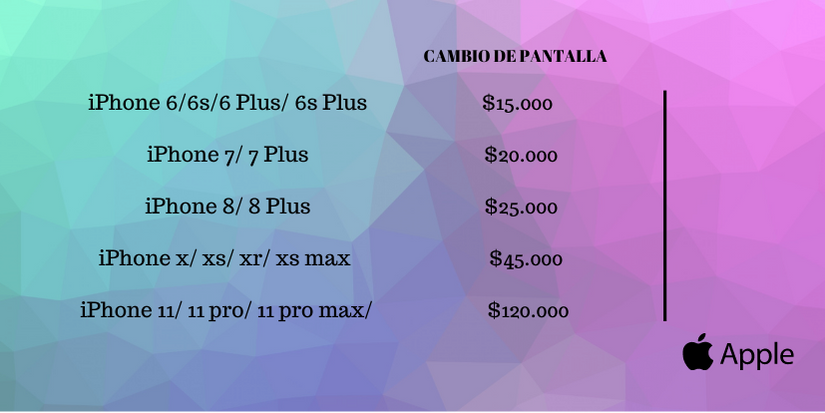 CAMBIO DE PANTALLA
iPhone 6/6s/6 Plus/ 6s Plus $15.000
iPhone 7/ 7 Plus $20.000
iPhone 8/ 8 Plus $25.000
iPhone x/ xs/ xr/ xs max $45.000
iPhone 11/ 11 pro/ 11 pro max/ $120.000
Apple